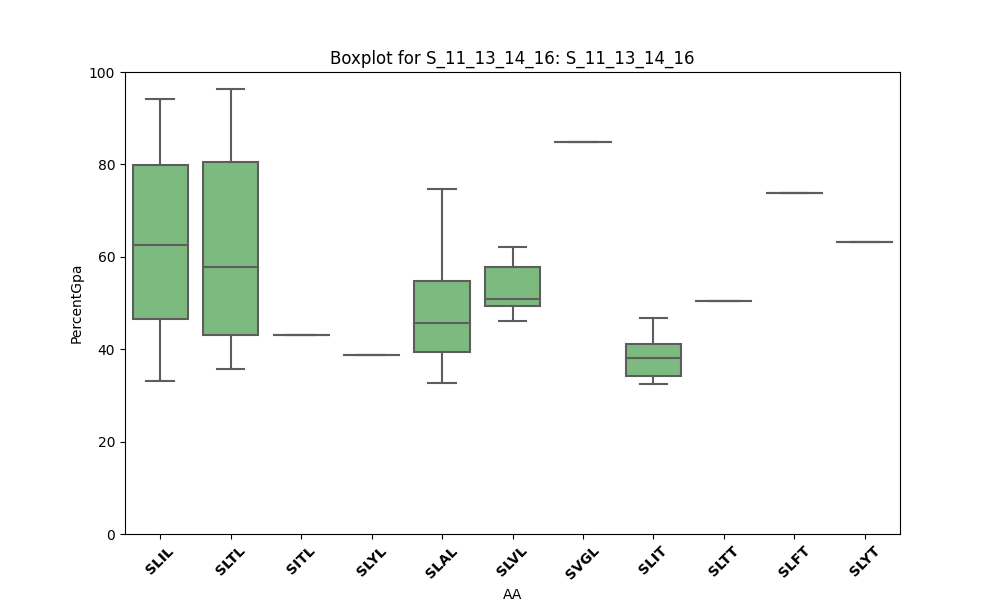 Boxplot for S_11_13_14_16: S_11_13_14_16
100
80
60
40
20
0
PercentGpa
SLIL SLTL SITL SLYL SLAL SLVL SVGL SLIT SLTT SLFT SLYT
AA